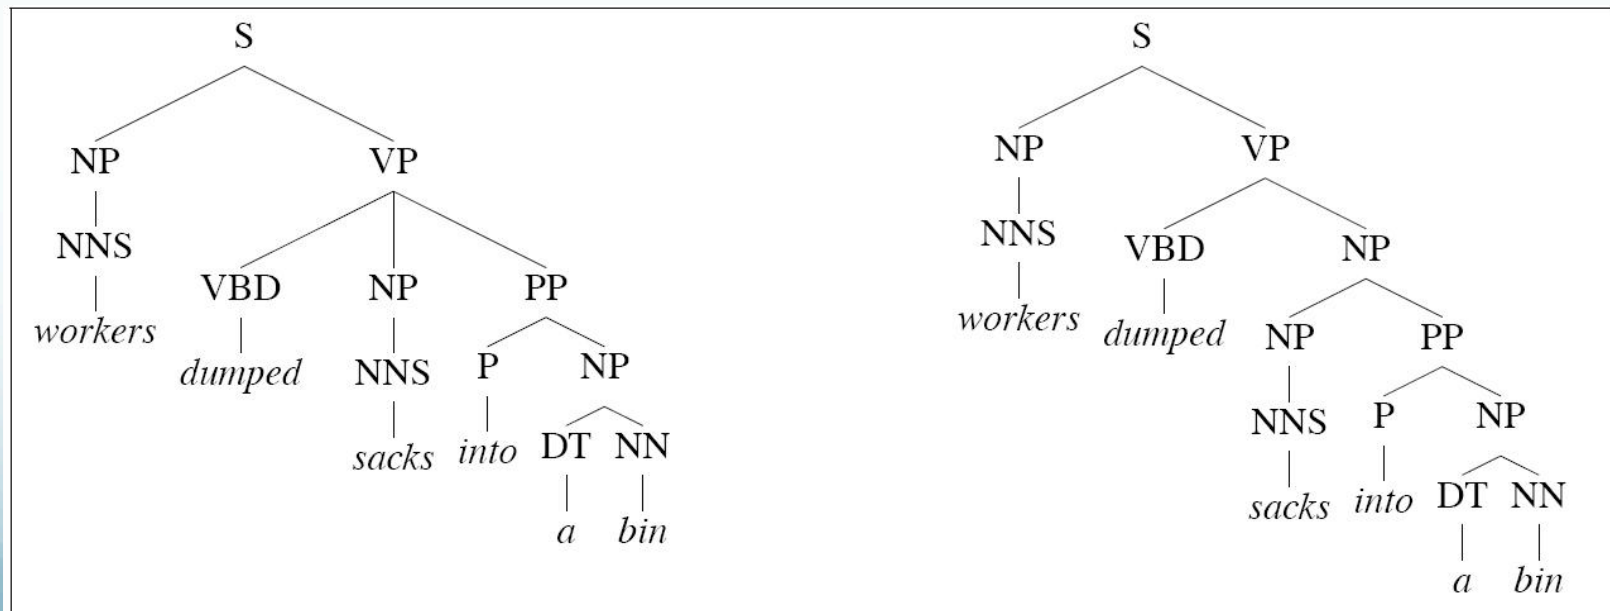 S
NP VP
NNS
VBD NP PP
workers
dumped NNS P NP
sacks into DT NN
a bin
S
NP VP
NNS VBD NP
workers dumped
NP PP
NNS P NP
sacks into DT NN
a bin